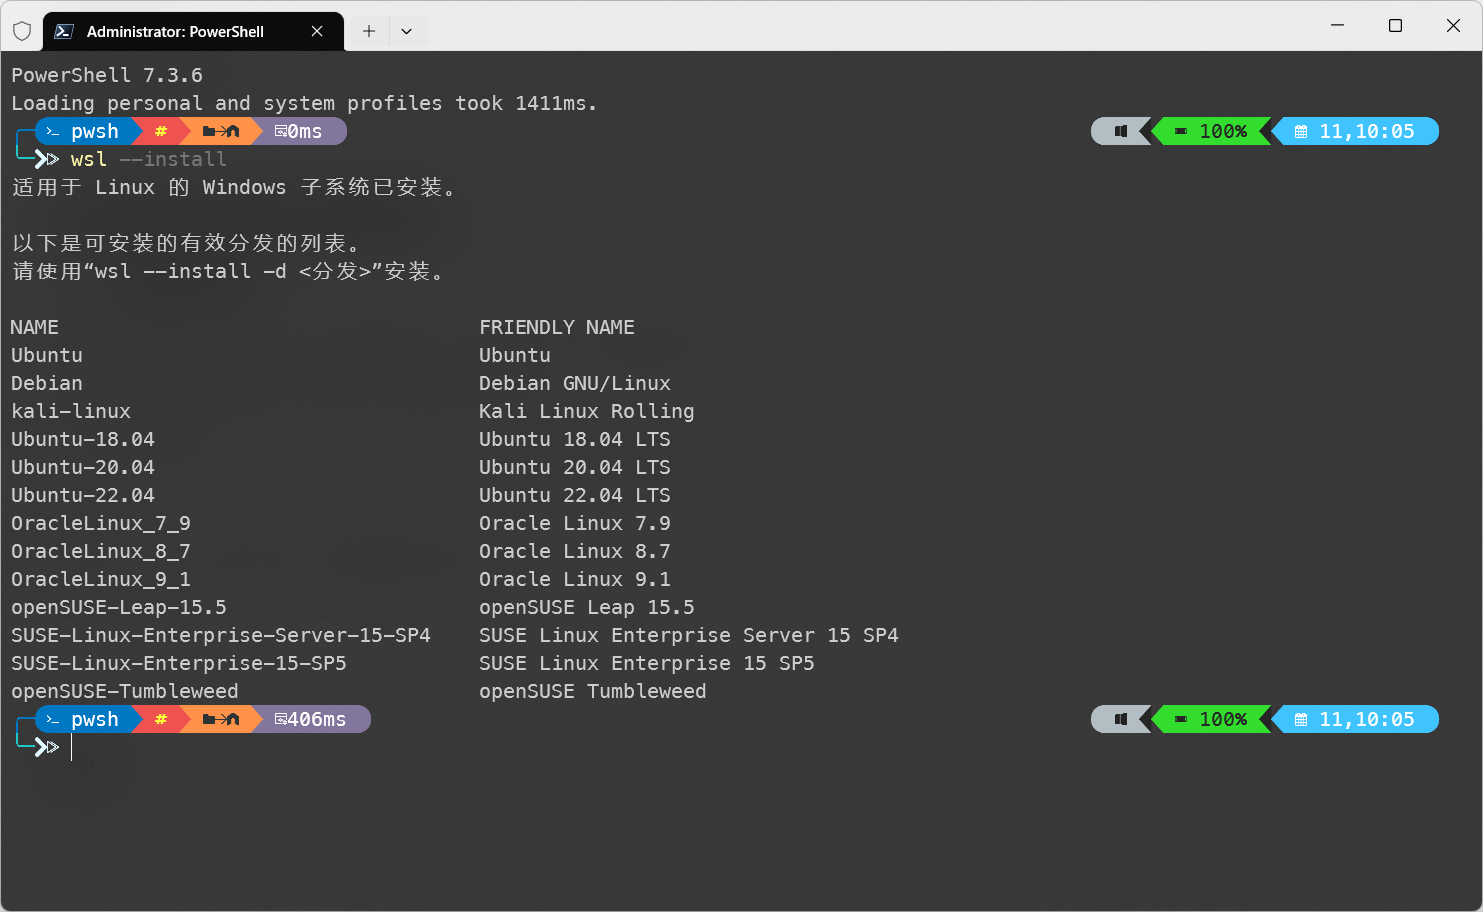 Administrator: PowerShell
PowerShell 7.3.6
Loading personal and system profiles took 1411ms.
pwsh # 0ms 100% 11,10:05
wsl --install
适用于 Linux 的 Windows 子系统已安装。
以下是可安装的有效分发的列表。
请使用“wsl --install -d <分发>”安装。
NAME FRIENDLY NAME
Ubuntu Ubuntu
Debian Debian GNU/Linux
kali-linux Kali Linux Rolling
Ubuntu-18.04 Ubuntu 18.04 LTS
Ubuntu-20.04 Ubuntu 20.04 LTS
Ubuntu-22.04 Ubuntu 22.04 LTS
OracleLinux_7_9 Oracle Linux 7.9
OracleLinux_8_7 Oracle Linux 8.7
OracleLinux_9_1 Oracle Linux 9.1
openSUSE-Leap-15.5 openSUSE Leap 15.5
SUSE-Linux-Enterprise-Server-15-SP4 SUSE Linux Enterprise Server 15 SP4
SUSE-Linux-Enterprise-15-SP5 SUSE Linux Enterprise 15 SP5
openSUSE-Tumbleweed openSUSE Tumbleweed
pwsh # 406ms 100% 11,10:05